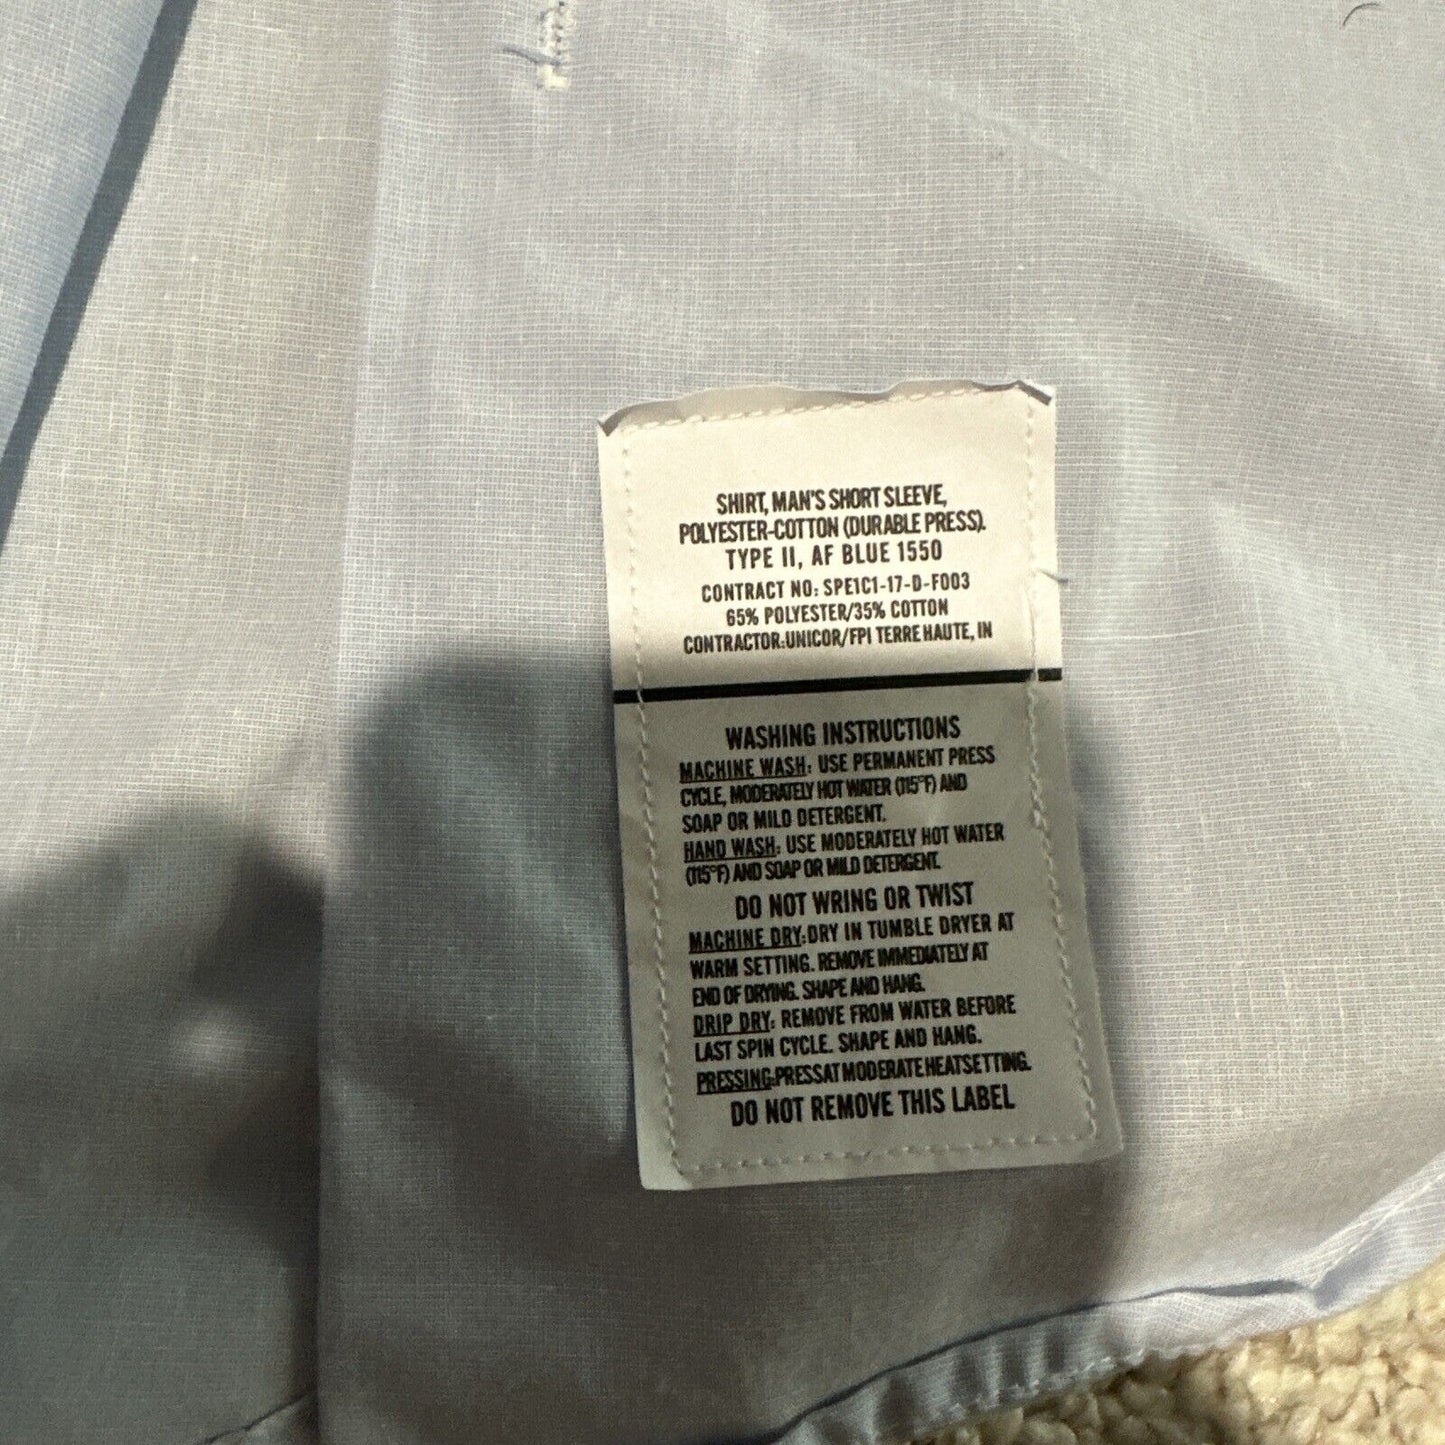 SHIRT, MAN'S SHORT SLEEVE,
POLYESTER-COTTON (DURABLE PRESS).
TYPE II, AF BLUE 1550
CONTRACT NO: SPE1C1-17-D-F003
65% POLYESTER/35% COTTON
CONTRACTOR:UNICOR/FPI TERRE HAUTE, IN
WASHING INSTRUCTIONS
MACHINE WASH: USE PERMANENT PRESS
CYCLE, MODERATELY HOT WATER (115°F) AND
SOAP OR MILD DETERGENT.
HAND WASH: USE MODERATELY HOT WATER
(115°F) AND SOAP OR MILD DETERGENT.
DO NOT WRING OR TWIST
MACHINE DRY:DRY IN TUMBLE DRYER AT
WARM SETTING. REMOVE IMMEDIATELY AT
END OF DRYING. SHAPE AND HANG.
DRIP DRY: REMOVE FROM WATER BEFORE
LAST SPIN CYCLE. SHAPE AND HANG.
PRESSING:PRESS AT MODERATE HEAT SETTING.
DO NOT REMOVE THIS LABEL